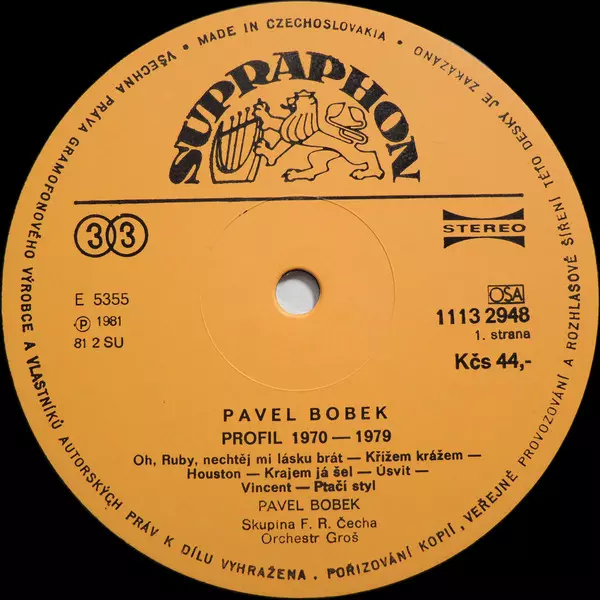 VŠECHNA PRÁVA GRAMOFONOVÉHO VÝROBCE A VLASTNÍKŮ AUTORSKÝCH PRÁV K DÍLU VYHRAŽENA . POŘIZOVÁNÍ KOPIÍ, VEŘEJNÉ PROVOZOVÁNÍ A ROZHLASOVÉ ŠÍŘENÍ TÉTO DESKY JE ZAKÁZÁNO
• MADE IN CZECHOSLOVAKIA •
SUPRAPHON
33
STEREO
E 5355
℗ 1981
81 2 SU
OSA
1113 2948
1. strana
Kčs 44,-
PAVEL BOBEK
PROFIL 1970 — 1979
Oh, Ruby, nechtěj mi lásku brát — Křížem krážem —
Houston — Krajem já šel — Úsvit —
Vincent — Ptačí styl
PAVEL BOBEK
Skupina F. R. Čecha
Orchestr Groš